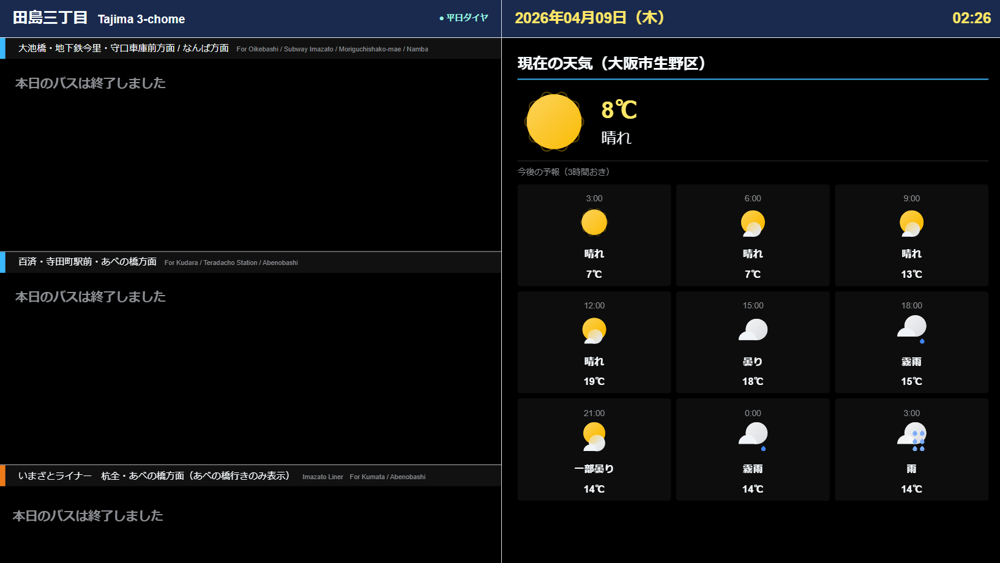 田島三丁目 Tajima 3-chome
● 平日ダイヤ
大池橋・地下鉄今里・守口車庫前方面 / なんば方面 For Oikebashi / Subway Imazato / Moriguchishako-mae / Namba
本日のバスは終了しました
百済・寺田町駅前・あべの橋方面 For Kudara / Teradacho Station / Abenobashi
本日のバスは終了しました
いまざとライナー 杭全・あべの橋方面（あべの橋行きのみ表示） Imazato Liner For Kumata / Abenobashi
本日のバスは終了しました
2026年04月09日（木） 02:26
現在の天気（大阪市生野区）
8℃
晴れ
今後の予報（3時間おき）
3:00 6:00 9:00
晴れ 晴れ 晴れ
7℃ 7℃ 13℃
12:00 15:00 18:00
晴れ 曇り 霧雨
19℃ 18℃ 15℃
21:00 0:00 3:00
一部曇り 霧雨 雨
14℃ 14℃ 14℃